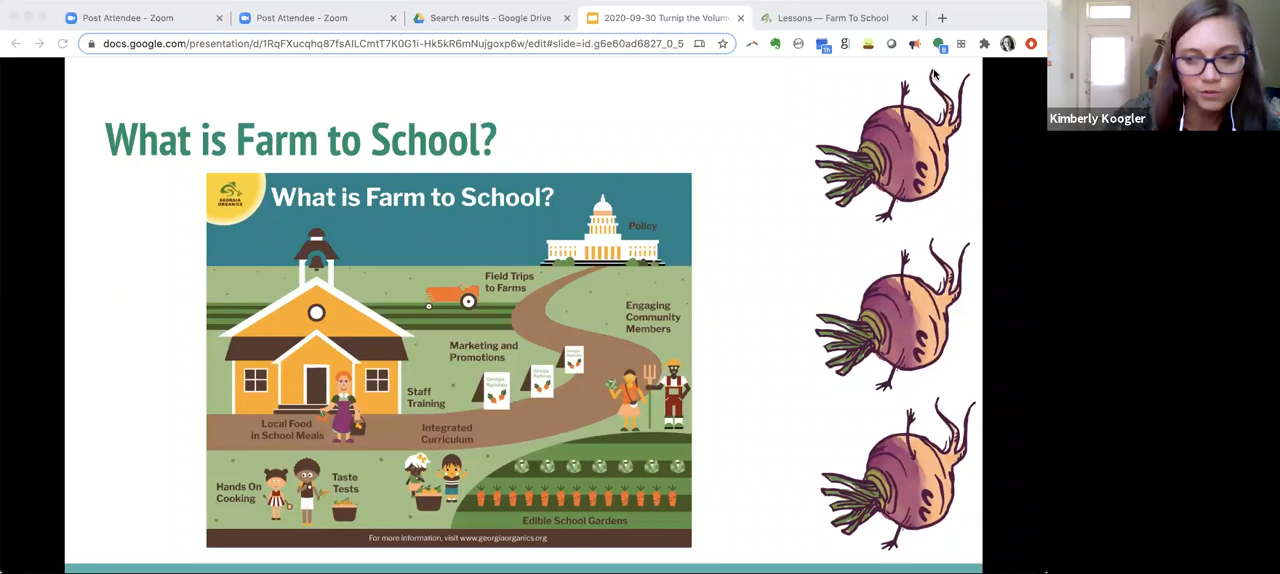 Post Attendee - Zoom
Post Attendee - Zoom
Search results - Google Drive
2020-09-30 Turnip the Volum
Lessons — Farm To School
docs.google.com/presentation/d/1RqFXucqhq87fsAILCmtT7K0G1i-Hk5kR6mNujgoxp6w/edit#slide=id.g6e60ad6827_0_5
Kimberly Koogler
What is Farm to School?
GEORGIA
ORGANICS
What is Farm to School?
Policy
Field Trips
to Farms
Engaging
Community
Members
Marketing and
Promotions
Staff
Training
Local Food
in School Meals
Integrated
Curriculum
Hands On
Cooking
Taste
Tests
Edible School Gardens
For more information, visit www.georgiaorganics.org